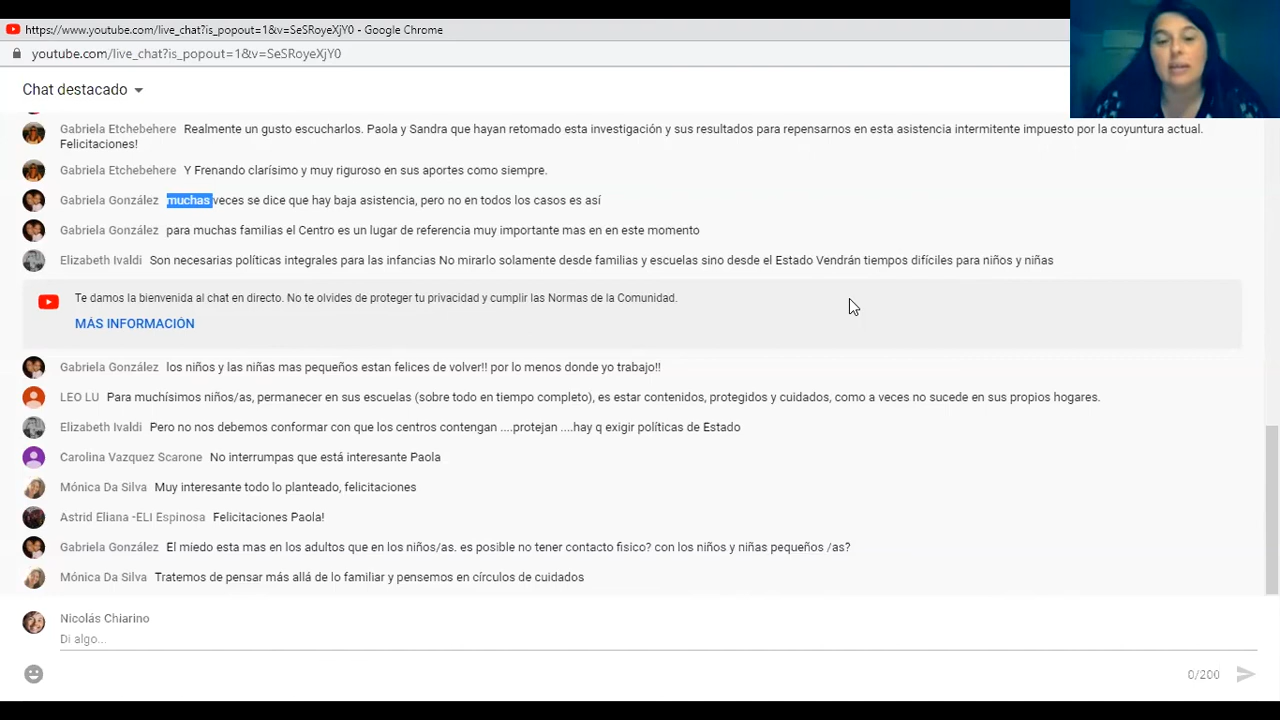 https://www.youtube.com/live_chat?is_popout=1&v=SeSRoyeXjY0 - Google Chrome
youtube.com/live_chat?is_popout=1&v=SeSRoyeXjY0
Chat destacado
Gabriela Etchebehere Realmente un gusto escucharlos. Paola y Sandra que hayan retomado esta investigación y sus resultados para repensarnos en esta asistencia intermitente impuesto por la coyuntura actual.
Felicitaciones!
Gabriela Etchebehere Y Frenando clarísimo y muy riguroso en sus aportes como siempre.
Gabriela González muchas veces se dice que hay baja asistencia, pero no en todos los casos es así
Gabriela González para muchas familias el Centro es un lugar de referencia muy importante mas en en este momento
Elizabeth Ivaldi Son necesarias políticas integrales para las infancias No mirarlo solamente desde familias y escuelas sino desde el Estado Vendrán tiempos difíciles para niños y niñas
Te damos la bienvenida al chat en directo. No te olvides de proteger tu privacidad y cumplir las Normas de la Comunidad.
MÁS INFORMACIÓN
Gabriela González los niños y las niñas mas pequeños estan felices de volver!! por lo menos donde yo trabajo!!
LEO LU Para muchísimos niños/as, permanecer en sus escuelas (sobre todo en tiempo completo), es estar contenidos, protegidos y cuidados, como a veces no sucede en sus propios hogares.
Elizabeth Ivaldi Pero no nos debemos conformar con que los centros contengan ....protejan ....hay q exigir políticas de Estado
Carolina Vazquez Scarone No interrumpas que está interesante Paola
Mónica Da Silva Muy interesante todo lo planteado, felicitaciones
Astrid Eliana -ELI Espinosa Felicitaciones Paola!
Gabriela González El miedo esta mas en los adultos que en los niños/as. es posible no tener contacto fisico? con los niños y niñas pequeños /as?
Mónica Da Silva Tratemos de pensar más allá de lo familiar y pensemos en círculos de cuidados
Nicolás Chiarino
Di algo...
0/200